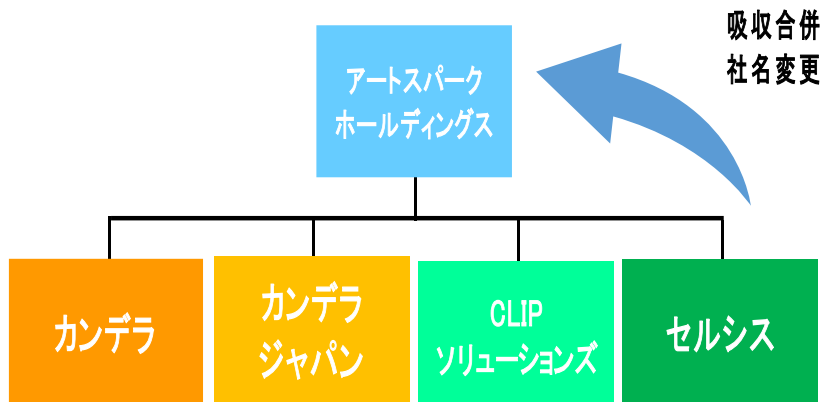 吸収合併
社名変更
アートスパーク
ホールディングス
カンデラ
カンデラ
ジャパン
CLIP
ソリューションズ
セルシス